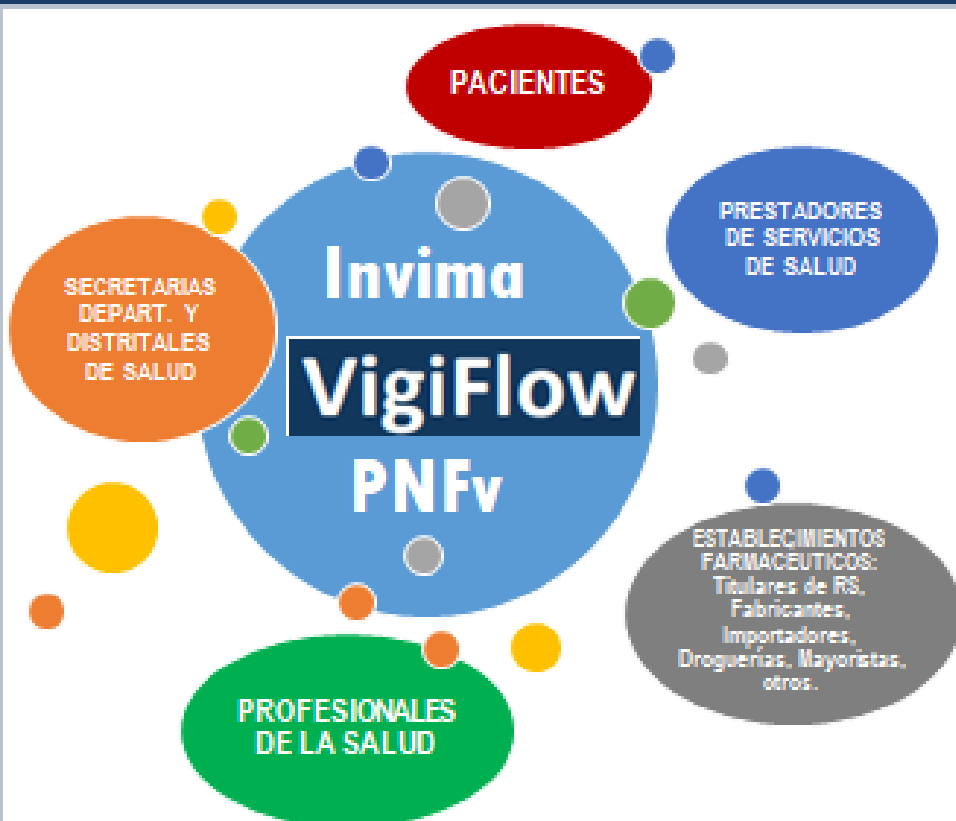 PACIENTES
PRESTADORES
DE SERVICIOS
DE SALUD
SECRETARIAS
DEPART. Y
DISTRITALES
DE SALUD
Invima
VigiFlow
PNFv
ESTABLECIMIENTOS
FARMACEUTICOS:
Titulares de RS,
Fabricantes,
Importadores,
Droguerías, Mayoristas,
otros.
PROFESIONALES
DE LA SALUD